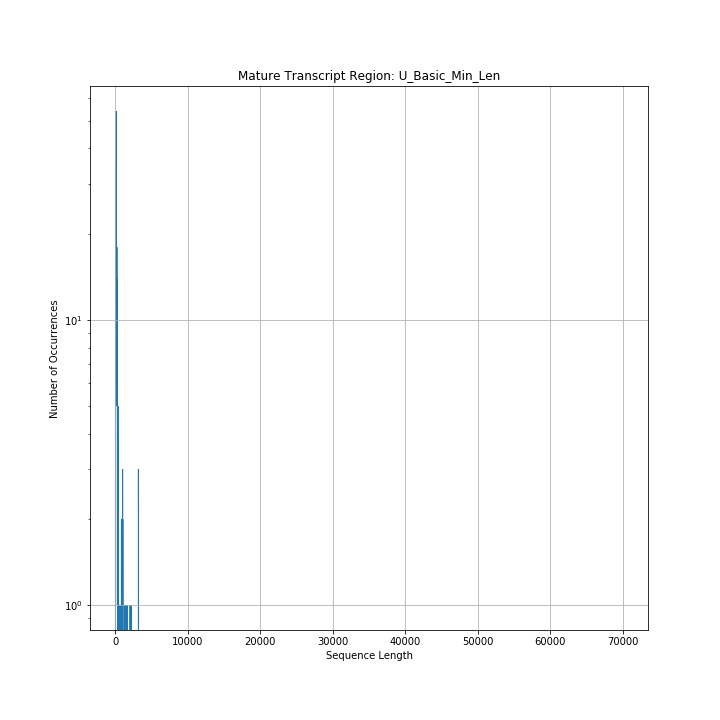 Mature Transcript Region: U_Basic_Min_Len
Number of Occurrences
10¹
10⁰
0 10000 20000 30000 40000 50000 60000 70000
Sequence Length